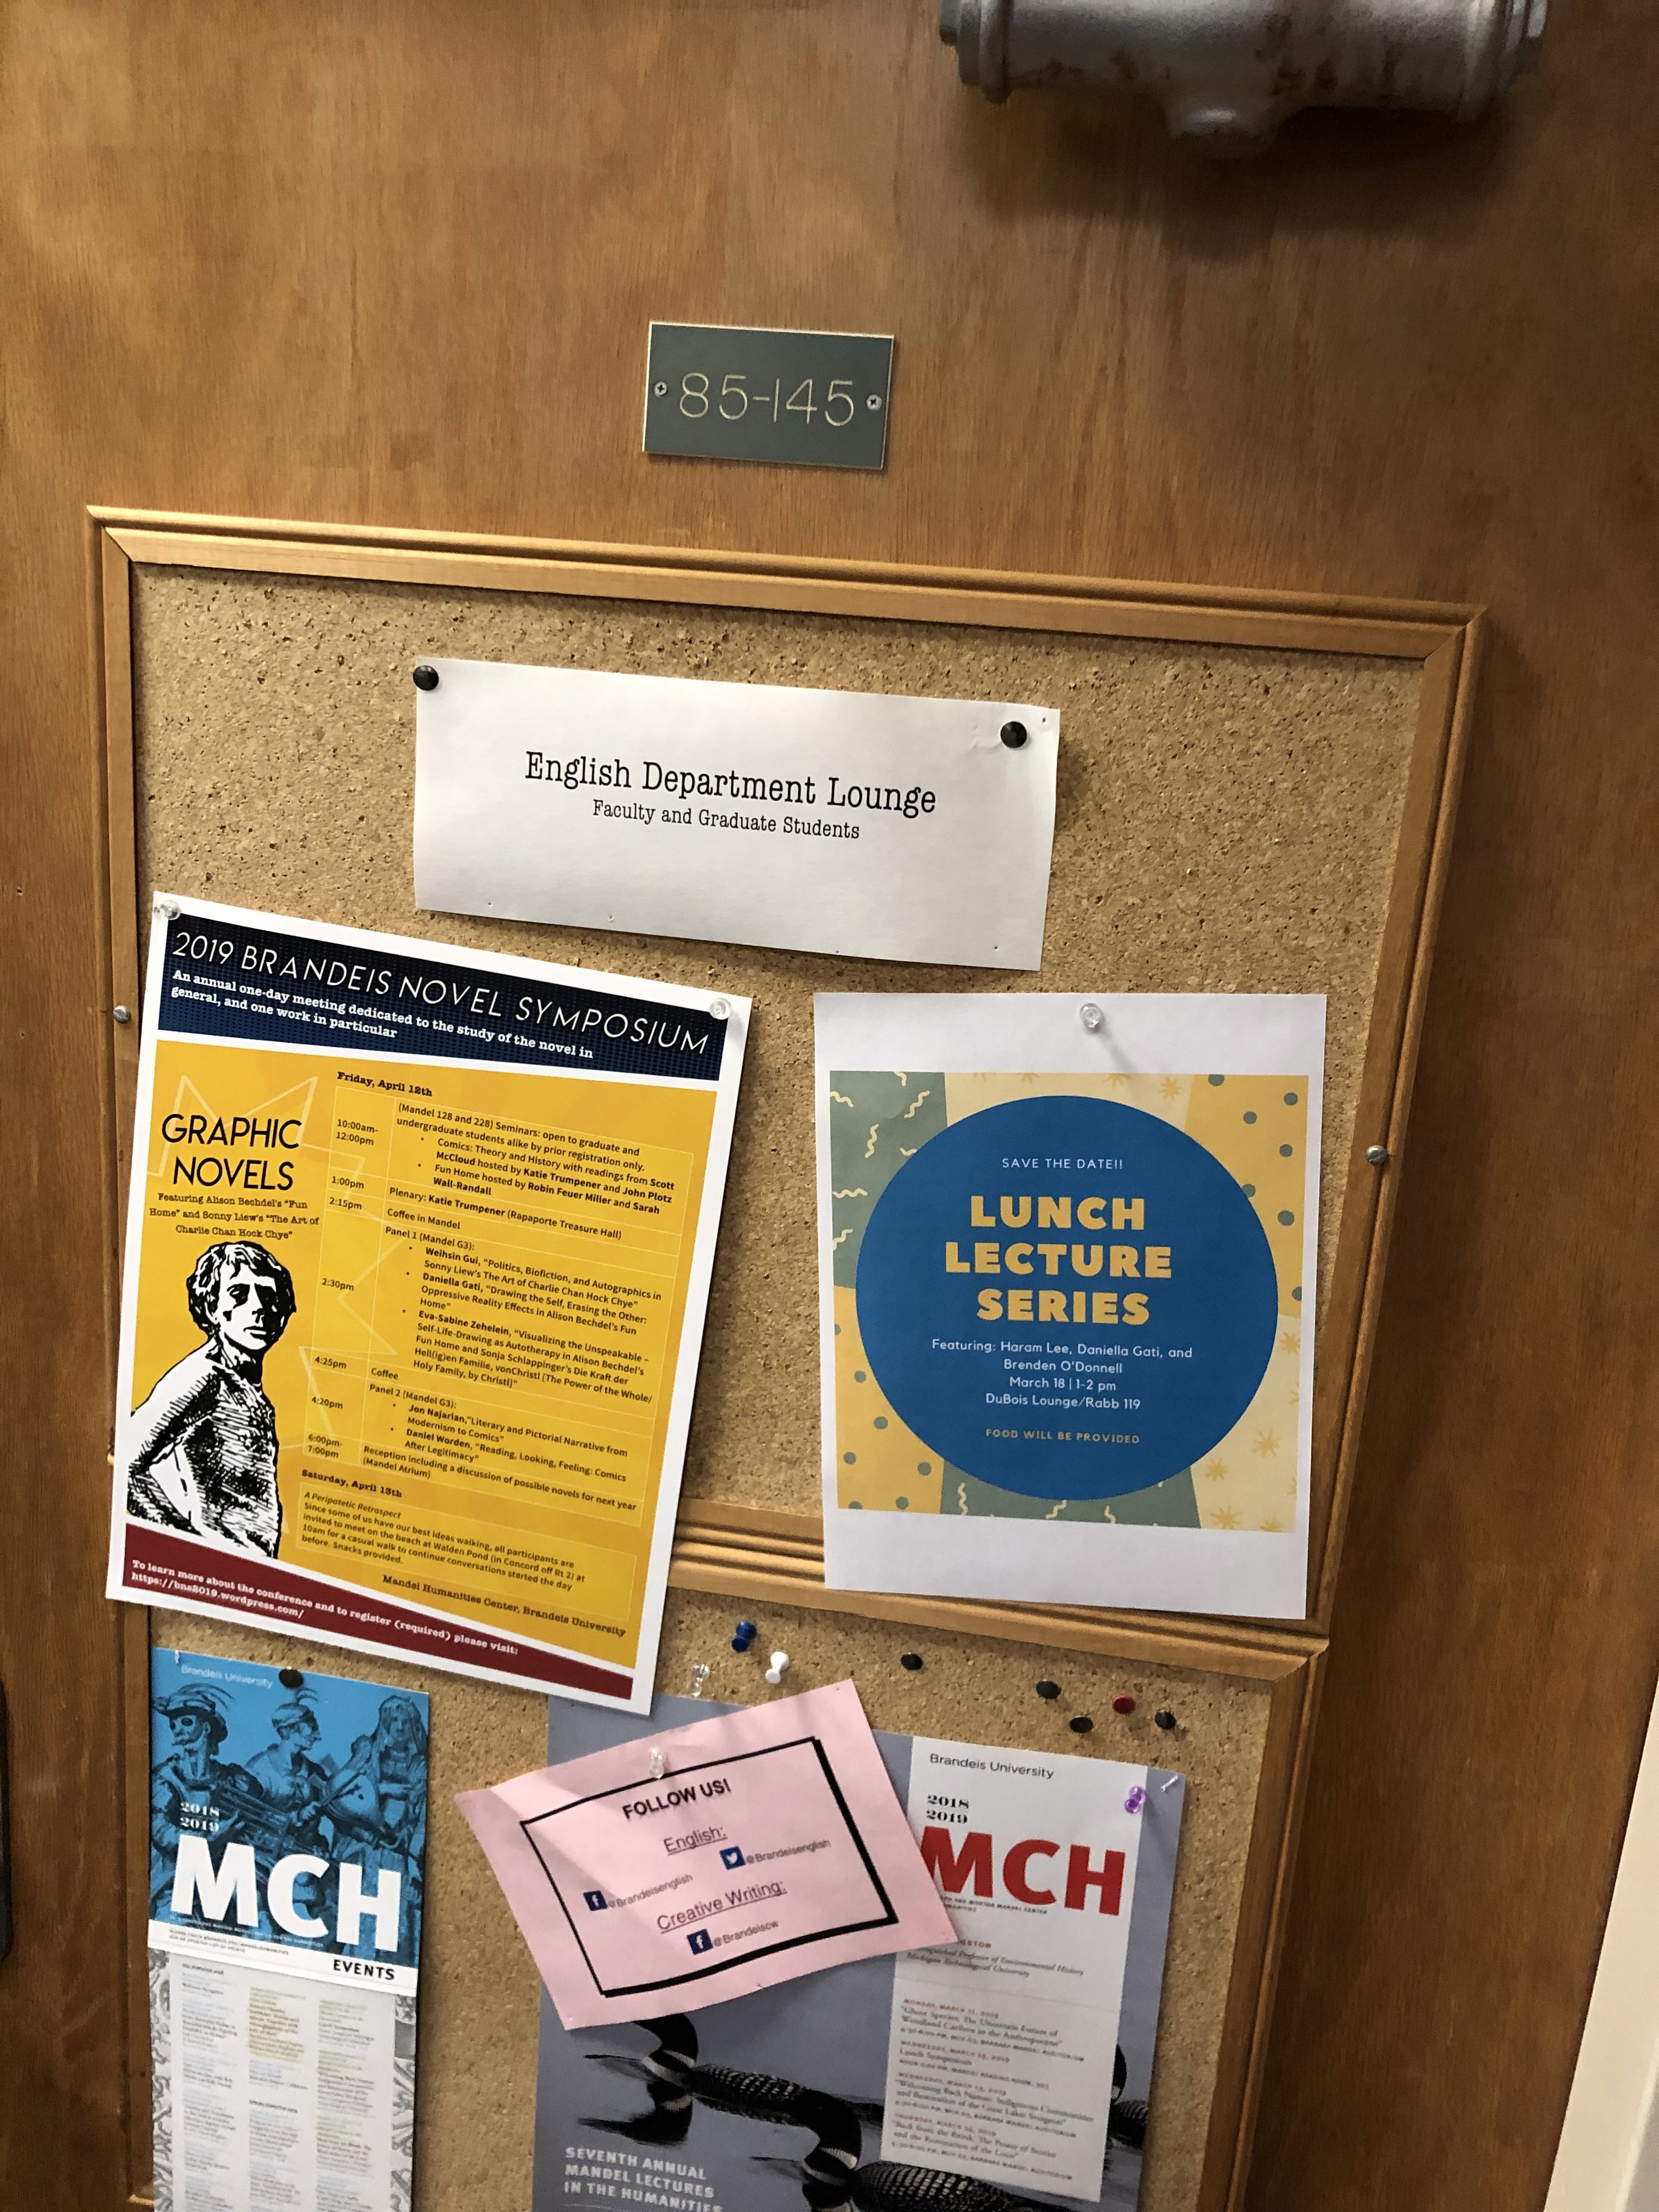 85-145
English Department Lounge
Faculty and Graduate Students
2019 BRANDEIS NOVEL SYMPOSIUM
An annual one-day meeting dedicated to the study of the novel in
general, and one work in particular
GRAPHIC
NOVELS
Featuring Alison Bechdel's "Fun
Home" and Sonny Liew's "The Art of
Charlie Chan Hock Chye"
Friday, April 12th
10:00am-
12:00pm
(Mandel 128 and 228) Seminars: open to graduate and
undergraduate students alike by prior registration only.
• Comics: Theory and History with readings from Scott
McCloud hosted by Katie Trumpener and John Plotz
• Fun Home hosted by Robin Feuer Miller and Sarah
Wall-Randall
1:00pm
Plenary: Katie Trumpener (Rapaporte Treasure Hall)
2:15pm
Coffee in Mandel
2:30pm
Panel 1 (Mandel G3):
• Weihsin Gui, "Politics, Biofiction, and Autographics in
Sonny Liew's The Art of Charlie Chan Hock Chye"
• Daniella Gati, "Drawing the Self, Erasing the Other:
Oppressive Reality Effects in Alison Bechdel's Fun
Home"
• Eva-Sabine Zehelein, "Visualizing the Unspeakable –
Self-Life-Drawing as Autotherapy in Alison Bechdel's
Fun Home and Sonja Schlappinger's Die Kraft der
Heil(ig)en Familie, vonChristl (The Power of the Whole/
Holy Family, by Christl)"
4:25pm
Coffee
4:20pm
Panel 2 (Mandel G3):
• Jon Najarian, "Literary and Pictorial Narrative from
Modernism to Comics"
• Daniel Worden, "Reading, Looking, Feeling: Comics
After Legitimacy"
6:00pm-
7:00pm
Reception including a discussion of possible novels for next year
(Mandel Atrium)
Saturday, April 13th
A Peripatetic Retrospect
Since some of us have our best ideas walking, all participants are
invited to meet on the beach at Walden Pond (in Concord off Rt 2) at
10am for a casual walk to continue conversations started the day
before. Snacks provided.
Mandel Humanities Center, Brandeis University
To learn more about the conference and to register (required) please visit:
https://bns2019.wordpress.com/
SAVE THE DATE!!
LUNCH
LECTURE
SERIES
Featuring: Haram Lee, Daniella Gati, and
Brenden O'Donnell
March 18 | 1-2 pm
DuBois Lounge/Rabb 119
FOOD WILL BE PROVIDED
Brandeis University
2018
2019
MCH
EVENTS
FOLLOW US!
English:
@Brandeisenglish
@Brandeisenglish
Creative Writing:
@Brandeiscw
Brandeis University
2018
2019
MCH
SEVENTH ANNUAL
MANDEL LECTURES
IN THE HUMANITIES